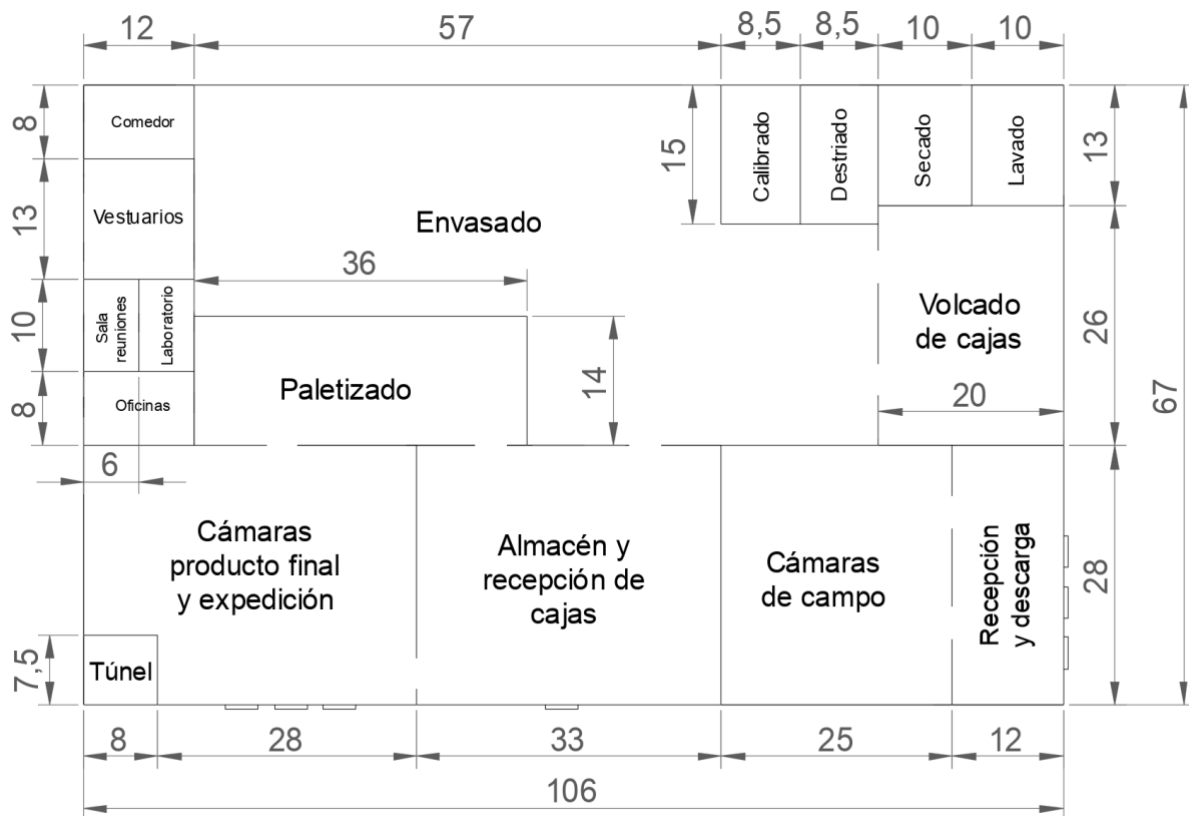 12
57
8,5
8,5
10
10
8
Comedor
15
Calibrado
Destriado
Secado
Lavado
13
13
Vestuarios
Envasado
36
10
Sala
reuniones
Laboratorio
Volcado
de cajas
26
67
Paletizado
14
8
Oficinas
20
6
Cámaras
producto final
y expedición
Almacén y
recepción de
cajas
Cámaras
de campo
Recepción
y descarga
28
7,5
Túnel
8
28
33
25
12
106